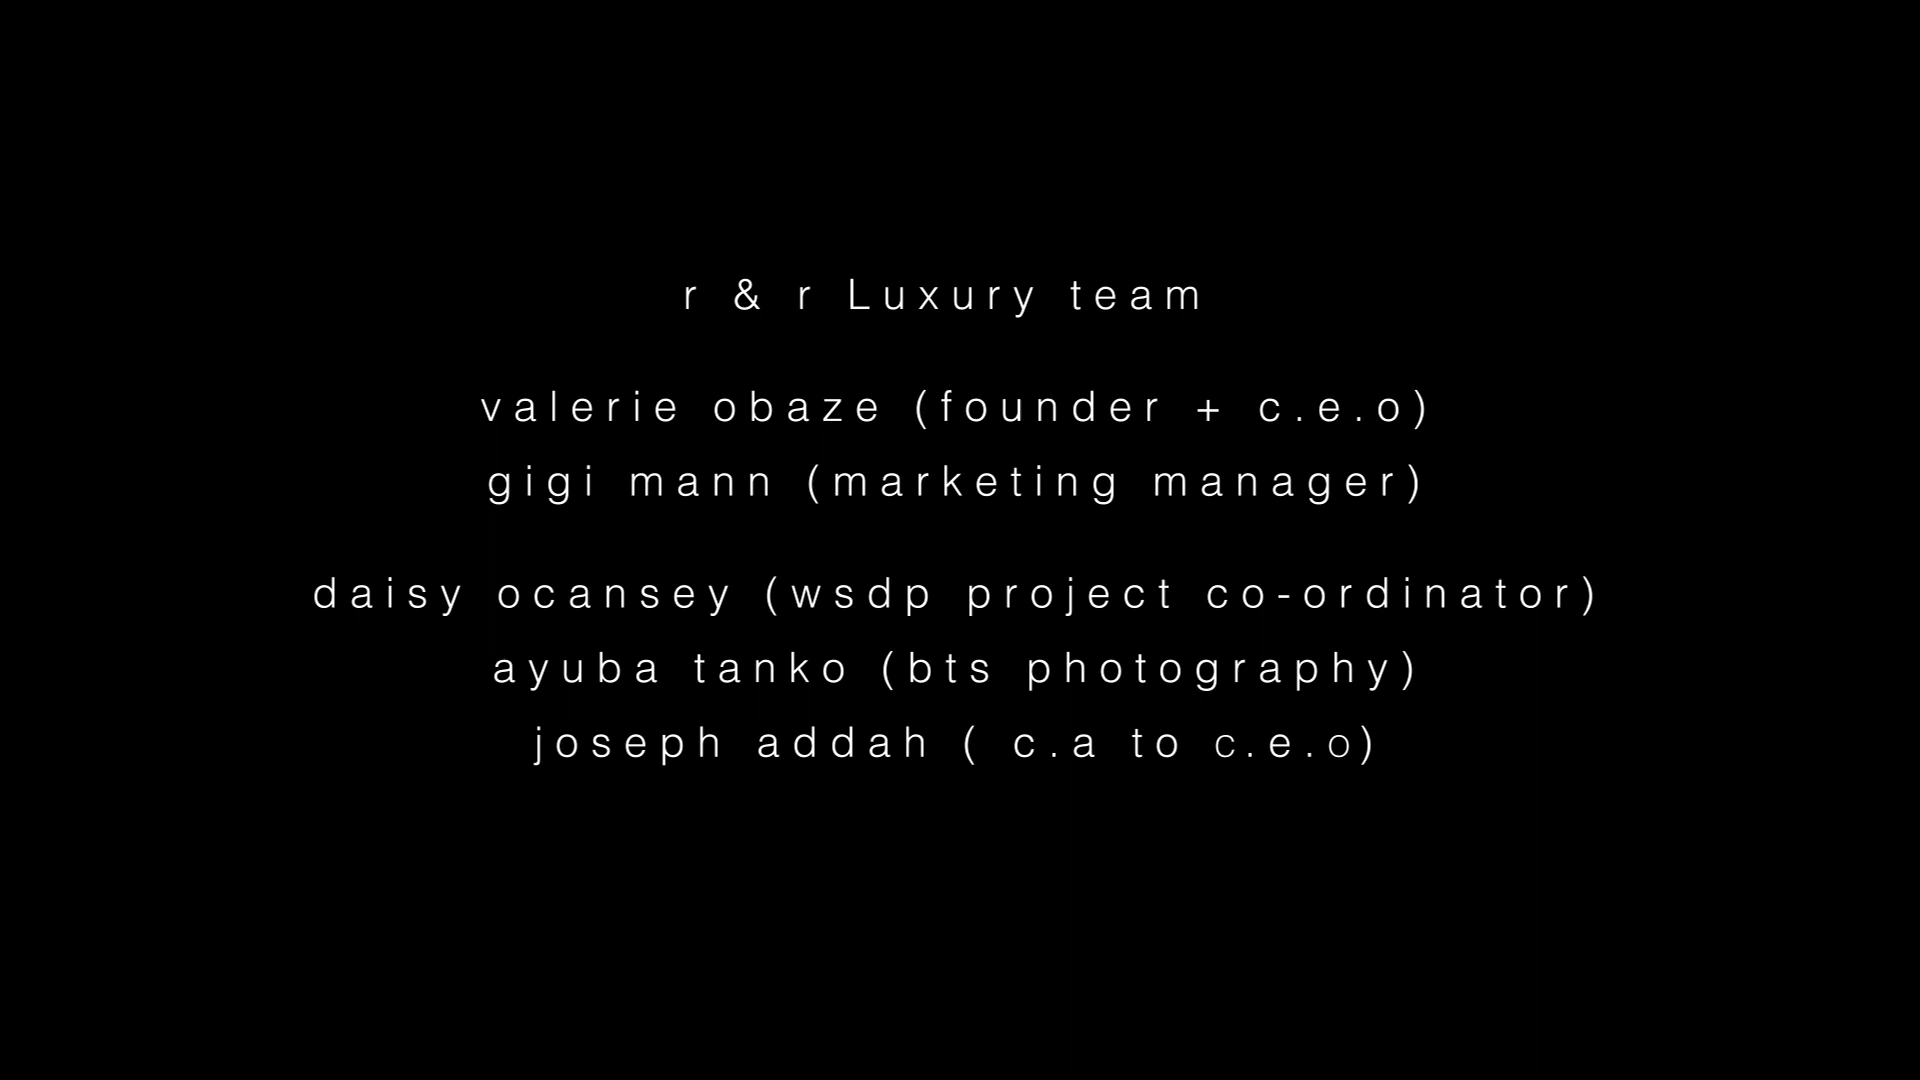 r & r Luxury team
valerie obaze (founder + c.e.o)
gigi mann (marketing manager)
daisy ocansey (wsdp project co-ordinator)
ayuba tanko (bts photography)
joseph addah ( c.a to c.e.o)